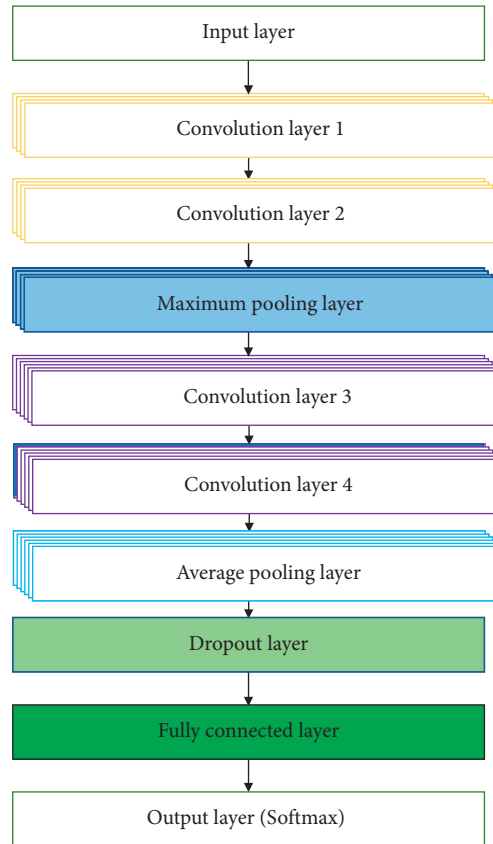 Input layer
Convolution layer 1
Convolution layer 2
Maximum pooling layer
Convolution layer 3
Convolution layer 4
Average pooling layer
Dropout layer
Fully connected layer
Output layer (Softmax)